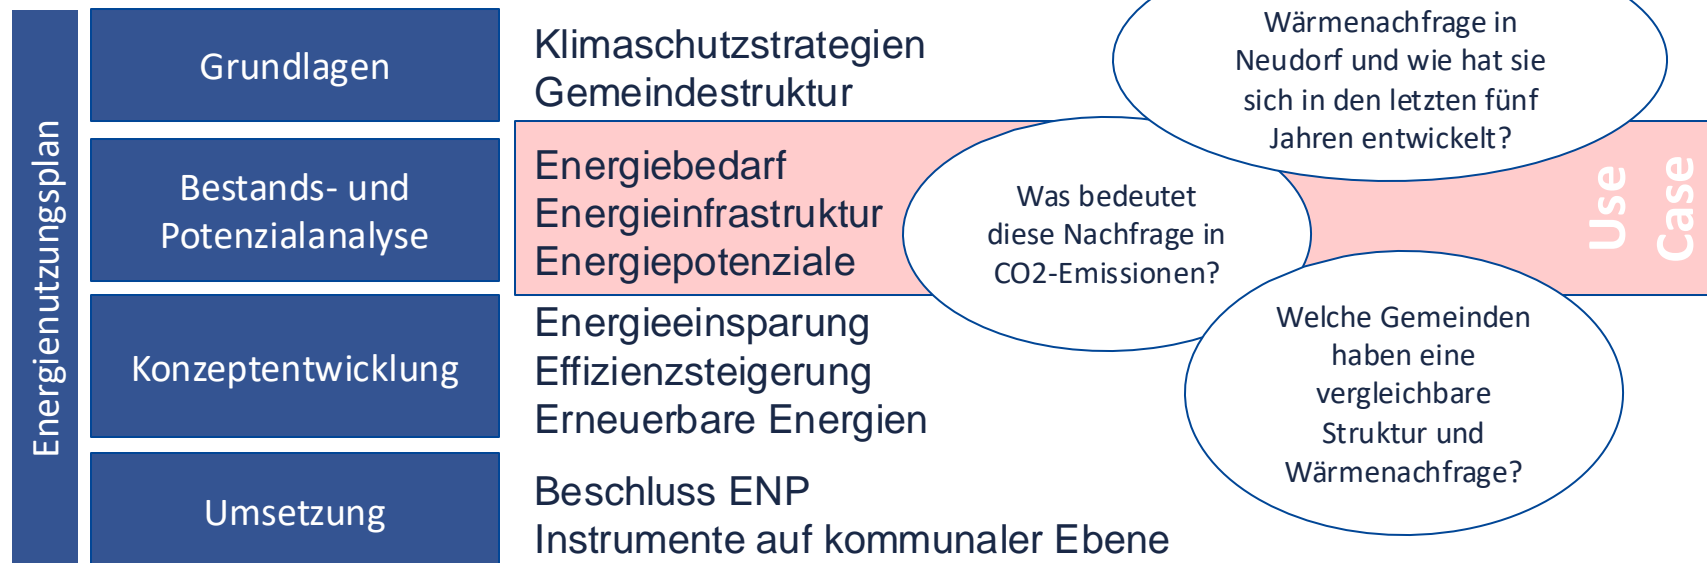 Energienutzungsplan
Grundlagen
Klimaschutzstrategien
Gemeindestruktur
Bestands- und
Potenzialanalyse
Energiebedarf
Energieinfrastruktur
Energiepotenziale
Konzeptentwicklung
Energieeinsparung
Effizienzsteigerung
Erneuerbare Energien
Umsetzung
Beschluss ENP
Instrumente auf kommunaler Ebene
Wärmenachfrage in
Neudorf und wie hat sie
sich in den letzten fünf
Jahren entwickelt?
Was bedeutet
diese Nachfrage in
CO2-Emissionen?
Welche Gemeinden
haben eine
vergleichbare
Struktur und
Wärmenachfrage?
Use
Case